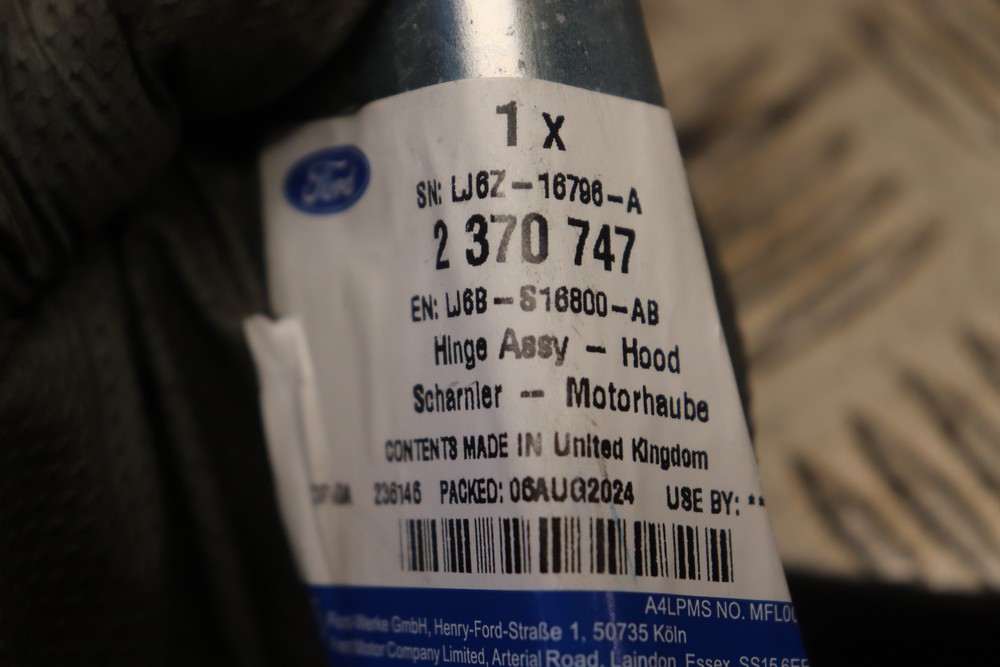 1 x
Ford
SN: LJ6Z-16796-A
2 370 747
EN: LJ6B-S16800-AB
Hinge Assy - Hood
Scharnier - Motorhaube
CONTENTS MADE IN United Kingdom
236146 PACKED: 06AUG2024 USE BY: **
A4LPMS NO. MFL
GmbH, Henry-Ford-Straße 1, 50735 Köln
Motor Company Limited, Arterial Road, Laindon, Essex, SS15